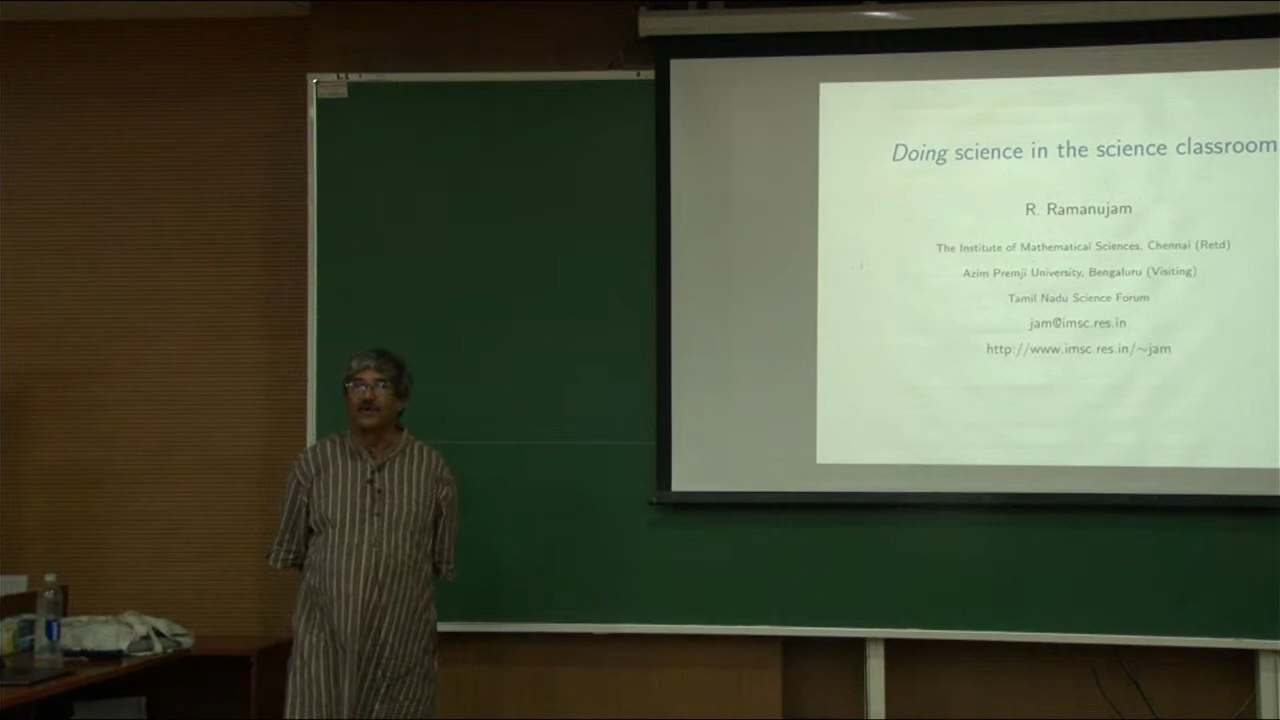 Doing science in the science classroom
R. Ramanujam
The Institute of Mathematical Sciences, Chennai (Retd)
Azim Premji University, Bengaluru (Visiting)
Tamil Nadu Science Forum
jam@imsc.res.in
http://www.imsc.res.in/~jam